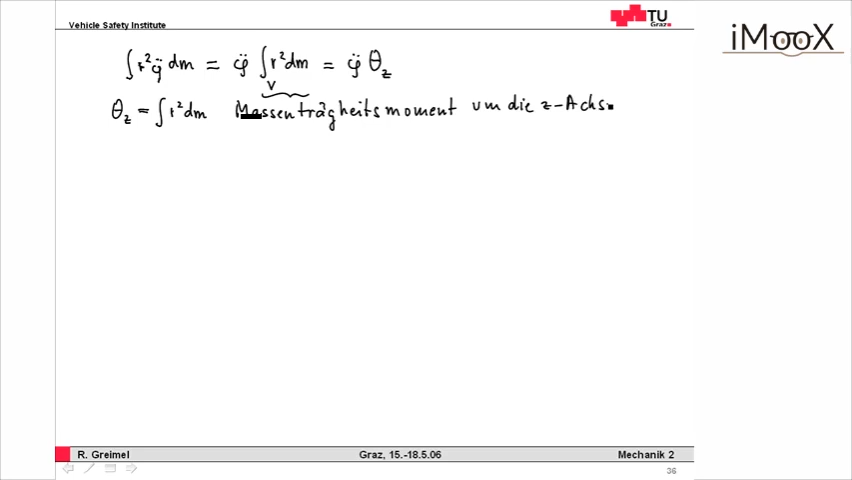 Vehicle Safety Institute
TU
Graz
iMooX
∫r²φ̈ dm = φ̈ ∫r²dm = φ̈ θz
V
θz = ∫r²dm Massenträgheitsmoment um die z-Achs
R. Greimel
Graz, 15.-18.5.06
Mechanik 2
36